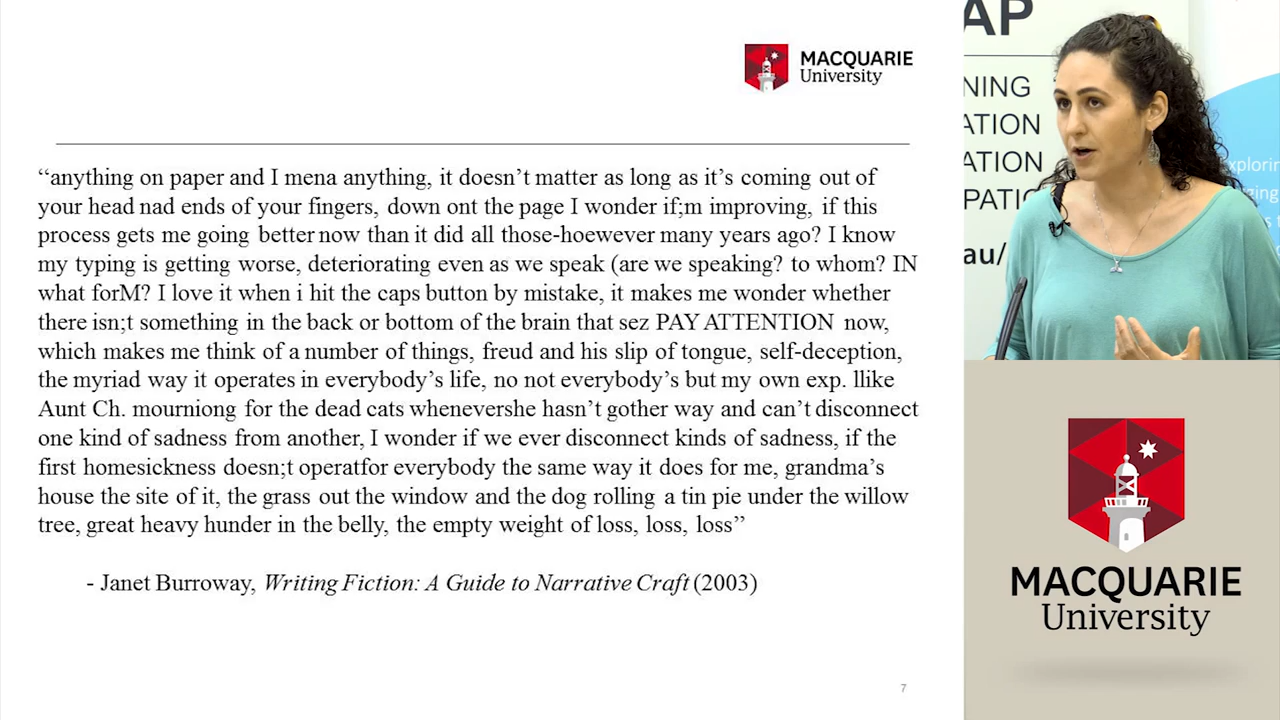 MACQUARIE
University
“anything on paper and I mena anything, it doesn’t matter as long as it’s coming out of
your head nad ends of your fingers, down ont the page I wonder if;m improving, if this
process gets me going better now than it did all those-hoewever many years ago? I know
my typing is getting worse, deteriorating even as we speak (are we speaking? to whom? IN
what forM? I love it when i hit the caps button by mistake, it makes me wonder whether
there isn;t something in the back or bottom of the brain that sez PAY ATTENTION now,
which makes me think of a number of things, freud and his slip of tongue, self-deception,
the myriad way it operates in everybody’s life, no not everybody’s but my own exp. llike
Aunt Ch. mourniong for the dead cats whenevershe hasn’t gother way and can’t disconnect
one kind of sadness from another, I wonder if we ever disconnect kinds of sadness, if the
first homesickness doesn;t operatfor everybody the same way it does for me, grandma’s
house the site of it, the grass out the window and the dog rolling a tin pie under the willow
tree, great heavy hunder in the belly, the empty weight of loss, loss, loss”
- Janet Burroway, Writing Fiction: A Guide to Narrative Craft (2003)
7
AP
NING
ATION
ATION
PATIO
au/
xplorin
ging
MACQUARIE
University